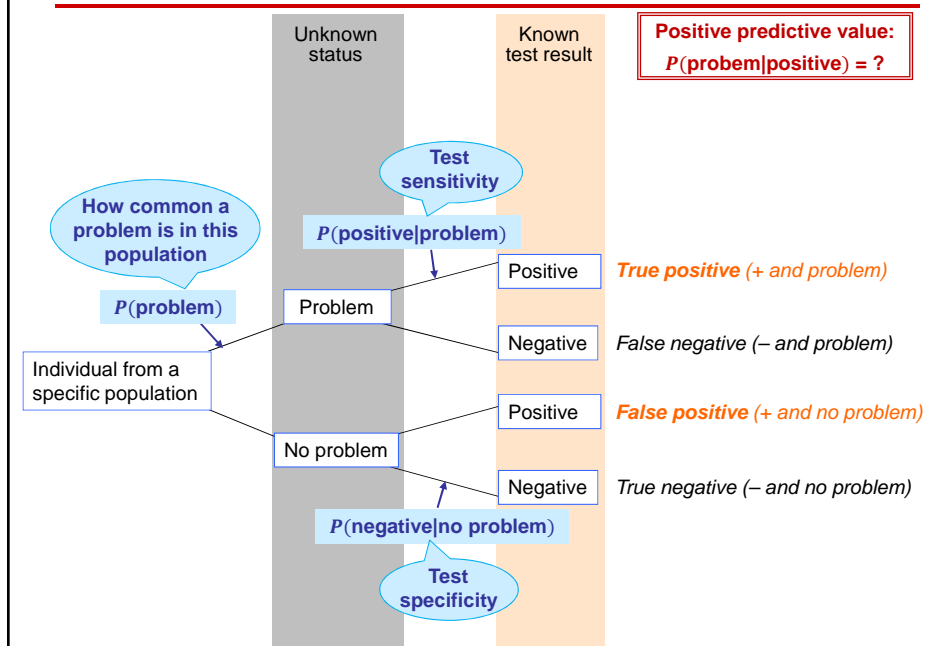 Unknown
status
Known
test result
Positive predictive value:
P(probem|positive) = ?
Test
sensitivity
How common a
problem is in this
population
P(positive|problem)
P(problem)
Problem
Positive
True positive (+ and problem)
Negative
False negative (– and problem)
Individual from a
specific population
Positive
False positive (+ and no problem)
No problem
Negative
True negative (– and no problem)
P(negative|no problem)
Test
specificity